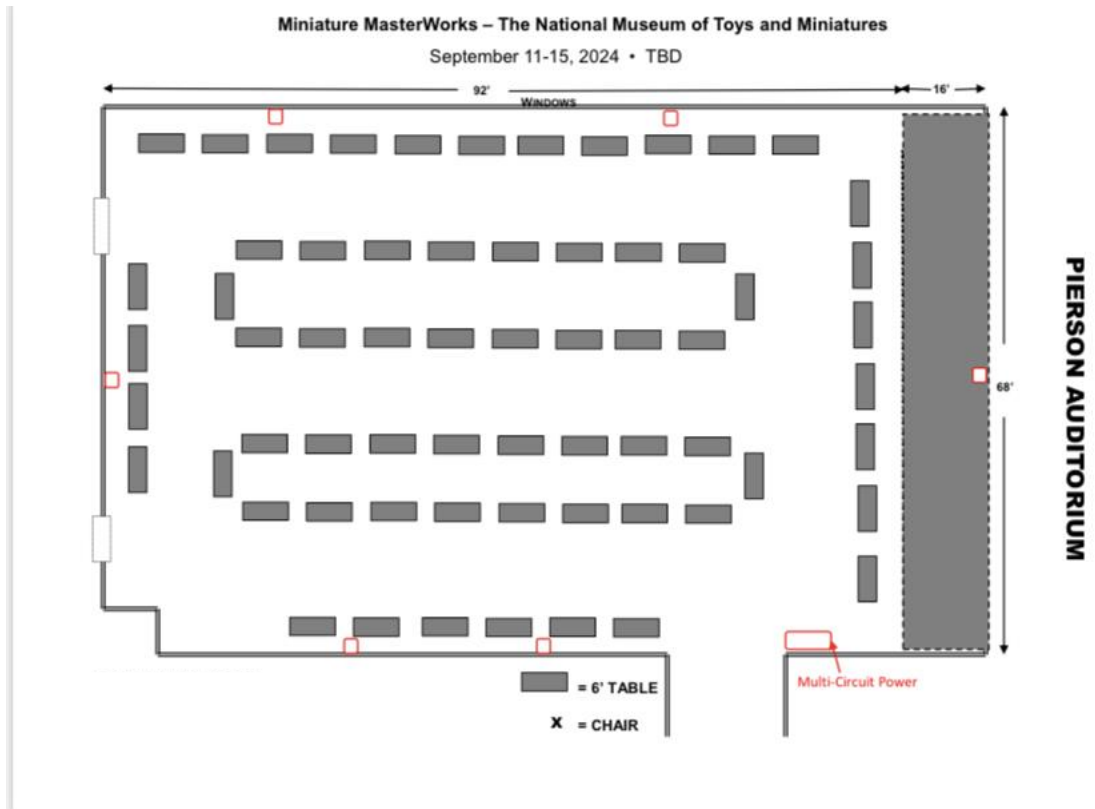 Miniature MasterWorks – The National Museum of Toys and Miniatures
September 11-15, 2024 • TBD
92'
16'
WINDOWS
68'
PIERSON AUDITORIUM
Multi-Circuit Power
= 6' TABLE
X = CHAIR